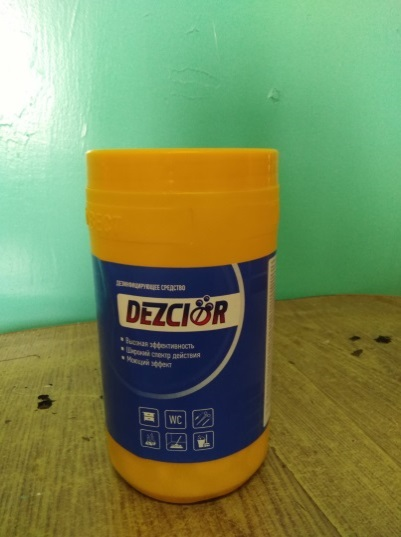 ДЕЗИНФИЦИРУЮЩЕЕ СРЕДСТВО
DEZCIOR
Высокая эффективность
Широкий спектр действия
Моющий эффект
WC